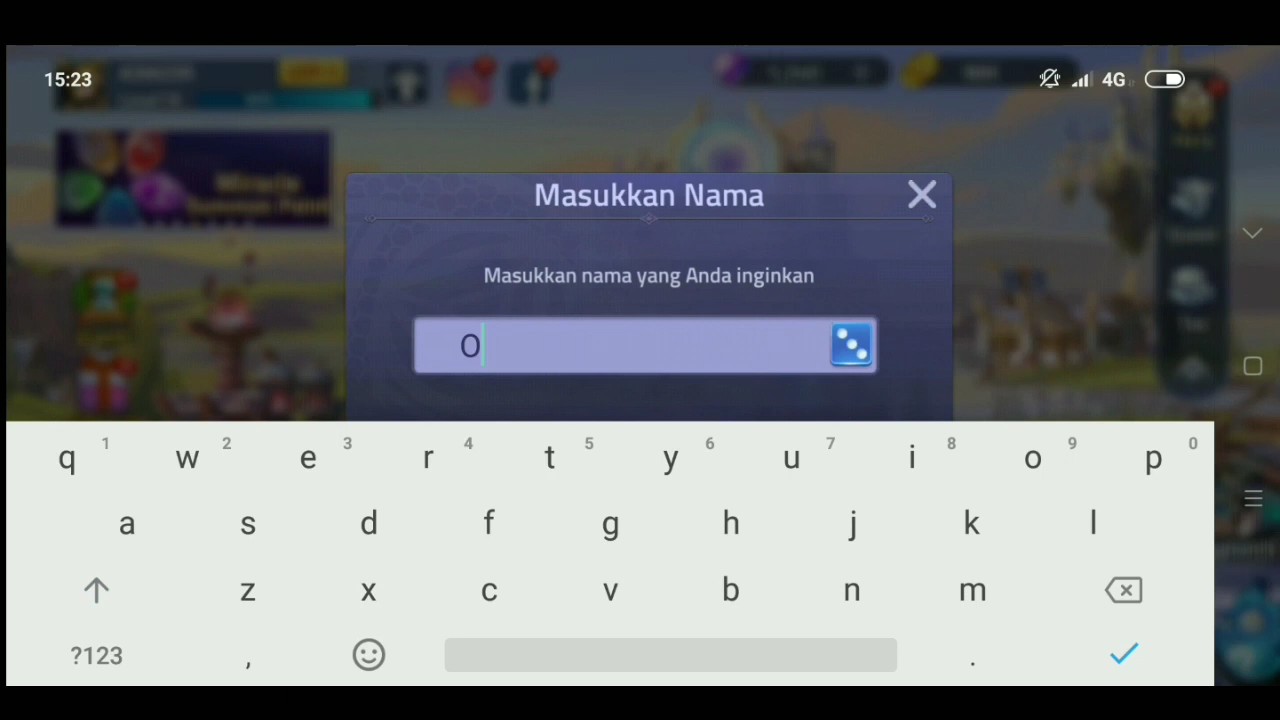 15:23
4G
Masukkan Nama
Masukkan nama yang Anda inginkan
O
q 1 w 2 e 3 r 4 t 5 y 6 u 7 i 8 o 9 p 0
a s d f g h j k l
z x c v b n m
?123 , .